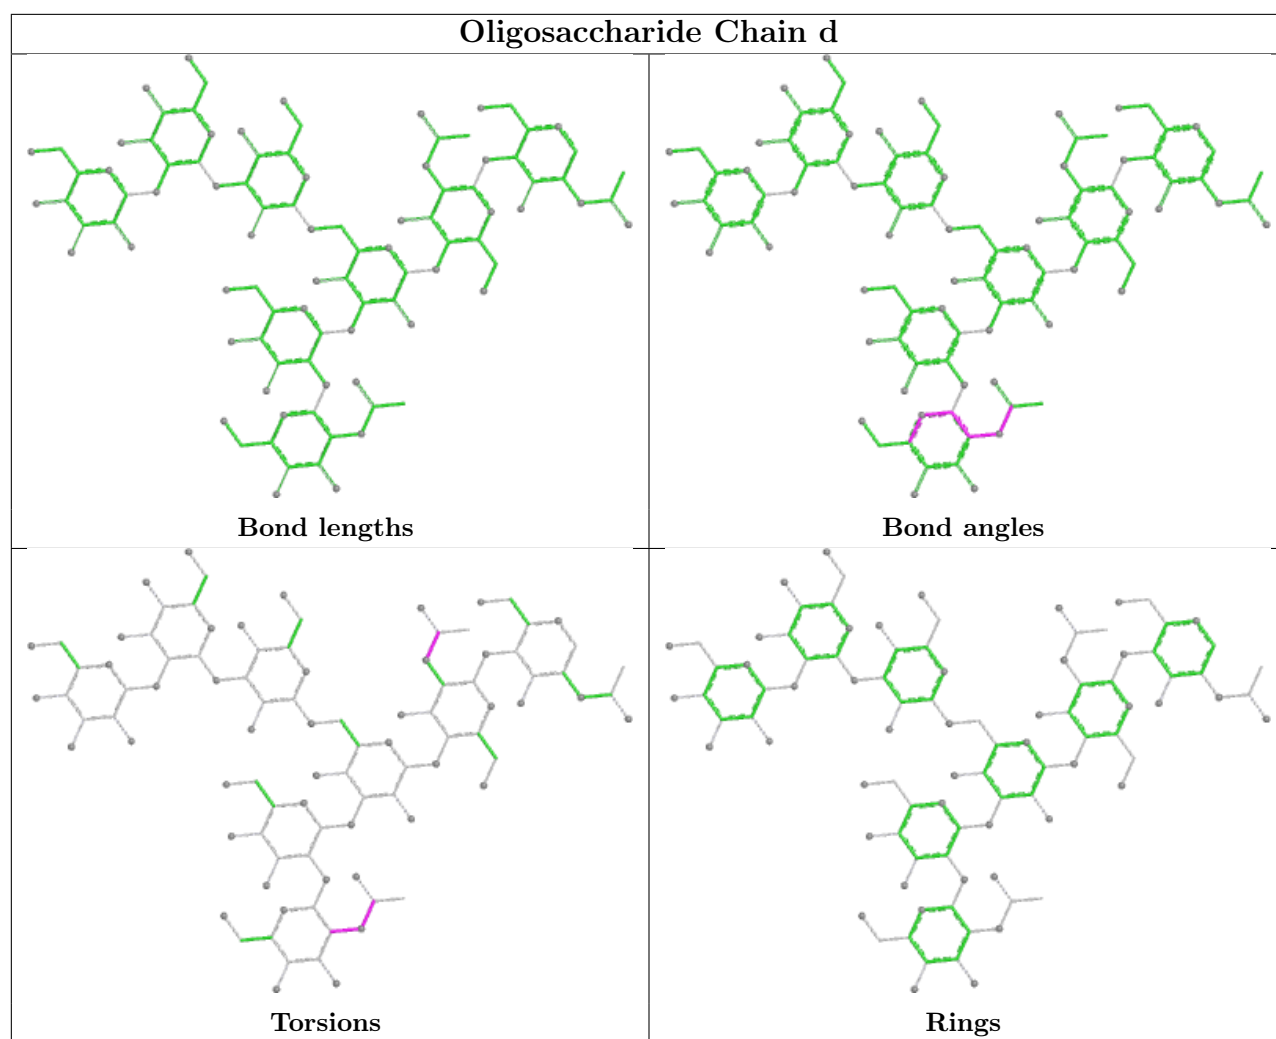 Oligosaccharide Chain d
Bond lengths
Bond angles
Torsions
Rings